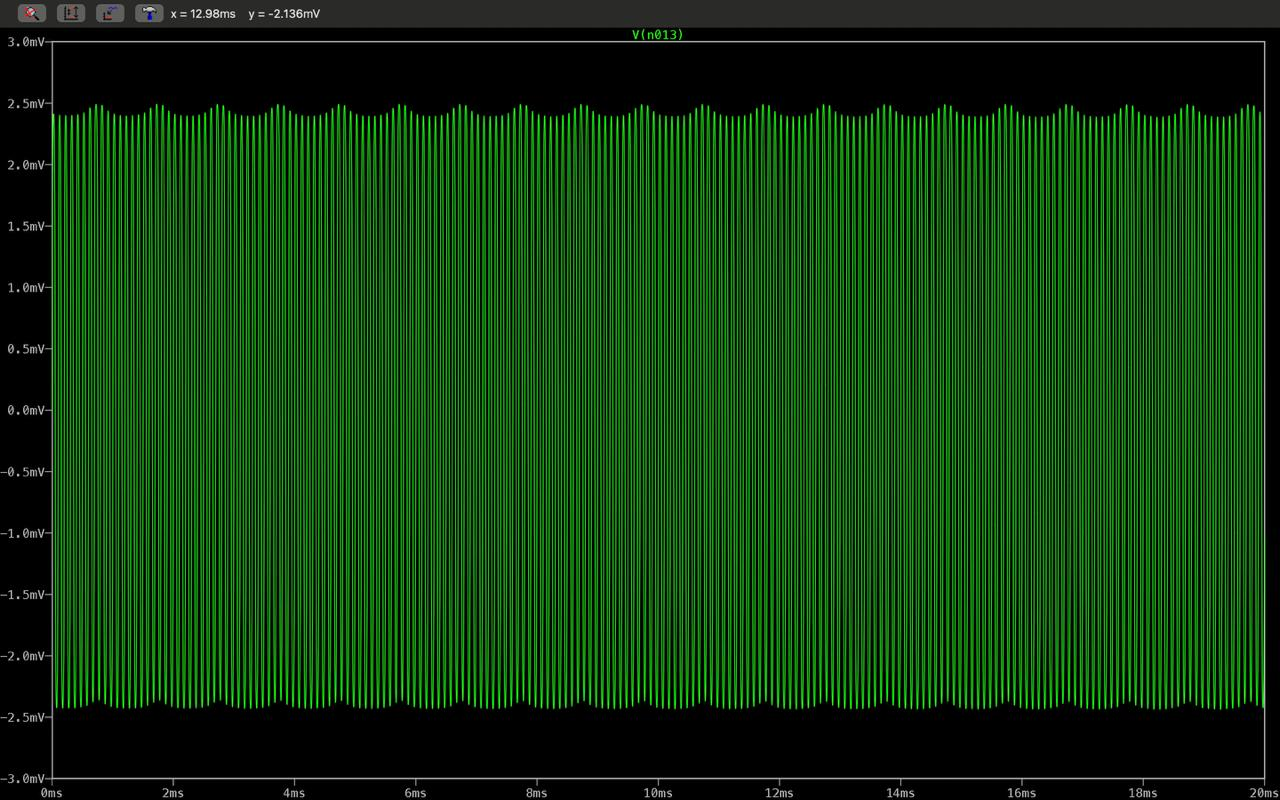 x = 12.98ms y = -2.136mV
V(n013)
3.0mV
2.5mV
2.0mV
1.5mV
1.0mV
0.5mV
0.0mV
-0.5mV
-1.0mV
-1.5mV
-2.0mV
-2.5mV
-3.0mV
0ms 2ms 4ms 6ms 8ms 10ms 12ms 14ms 16ms 18ms 20ms